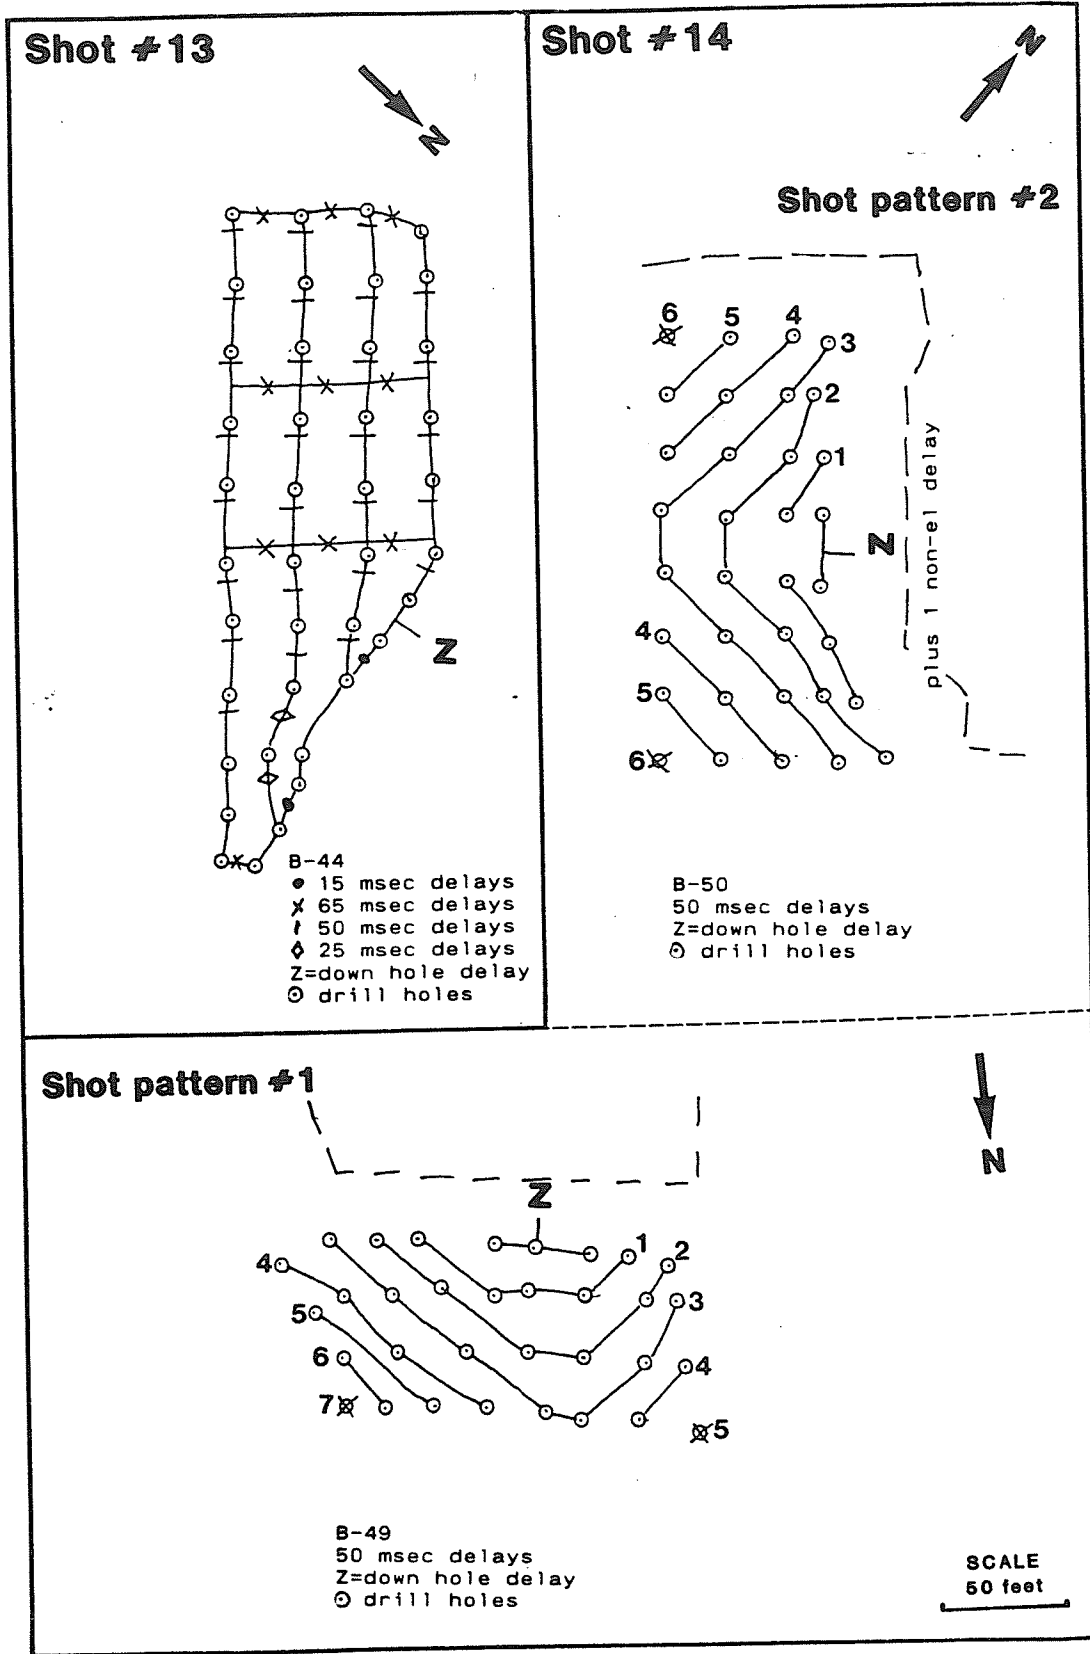 Shot #13
N
Z
B-44
15 msec delays
65 msec delays
50 msec delays
25 msec delays
Z=down hole delay
drill holes
Shot #14
N
Shot pattern #2
6
5
4
3
2
1
Z
plus 1 non-el delay
4
5
6
B-50
50 msec delays
Z=down hole delay
drill holes
Shot pattern #1
N
Z
1
2
4
3
5
6
4
7
5
B-49
50 msec delays
Z=down hole delay
drill holes
SCALE
50 feet